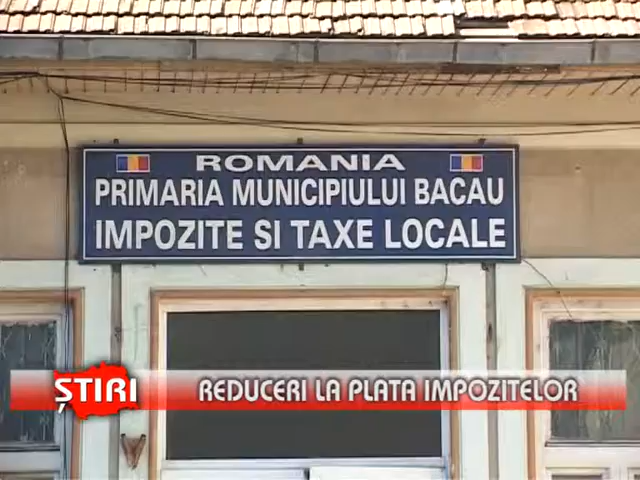 ROMANIA
PRIMARIA MUNICIPIULUI BACAU
IMPOZITE SI TAXE LOCALE
ȘTIRI
REDUCERI LA PLATA IMPOZITELOR